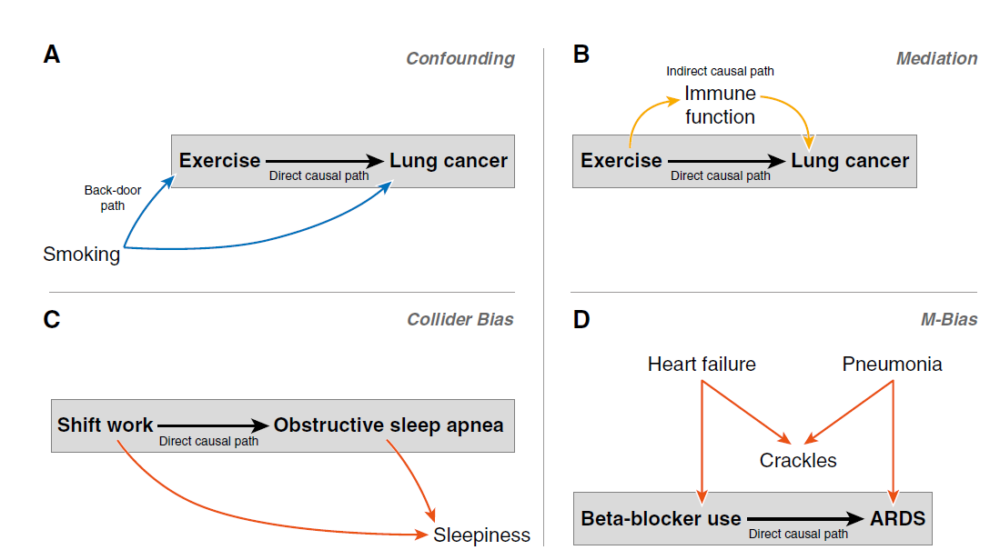 A
Confounding
Exercise
Direct causal path
Lung cancer
Back-door
path
Smoking
B
Mediation
Indirect causal path
Immune
function
Exercise
Direct causal path
Lung cancer
C
Collider Bias
Shift work
Direct causal path
Obstructive sleep apnea
Sleepiness
D
M-Bias
Heart failure
Pneumonia
Crackles
Beta-blocker use
Direct causal path
ARDS